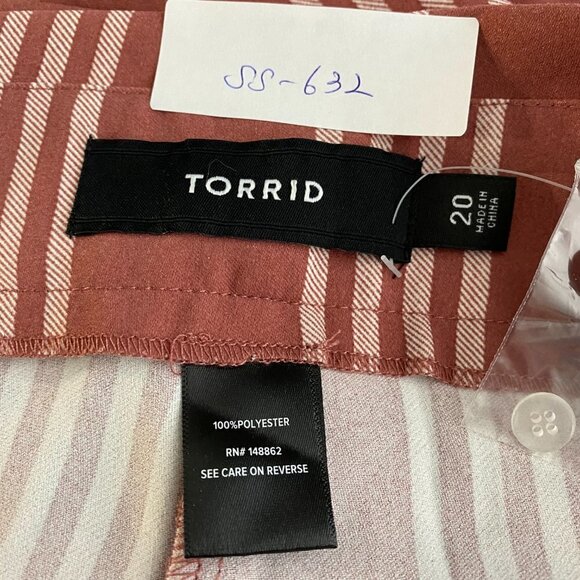 SS-632
TORRID
20
MADE IN
CHINA
100%POLYESTER
RN# 148862
SEE CARE ON REVERSE